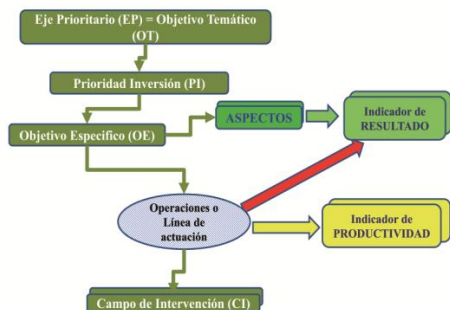 Eje Prioritario (EP) = Objetivo Temático
(OT)
Prioridad Inversión (PI)
Objetivo Especifico (OE)
ASPECTOS
Indicador de
RESULTADO
Operaciones o
Línea de
actuación
Indicador de
PRODUCTIVIDAD
Campo de Intervención (CI)